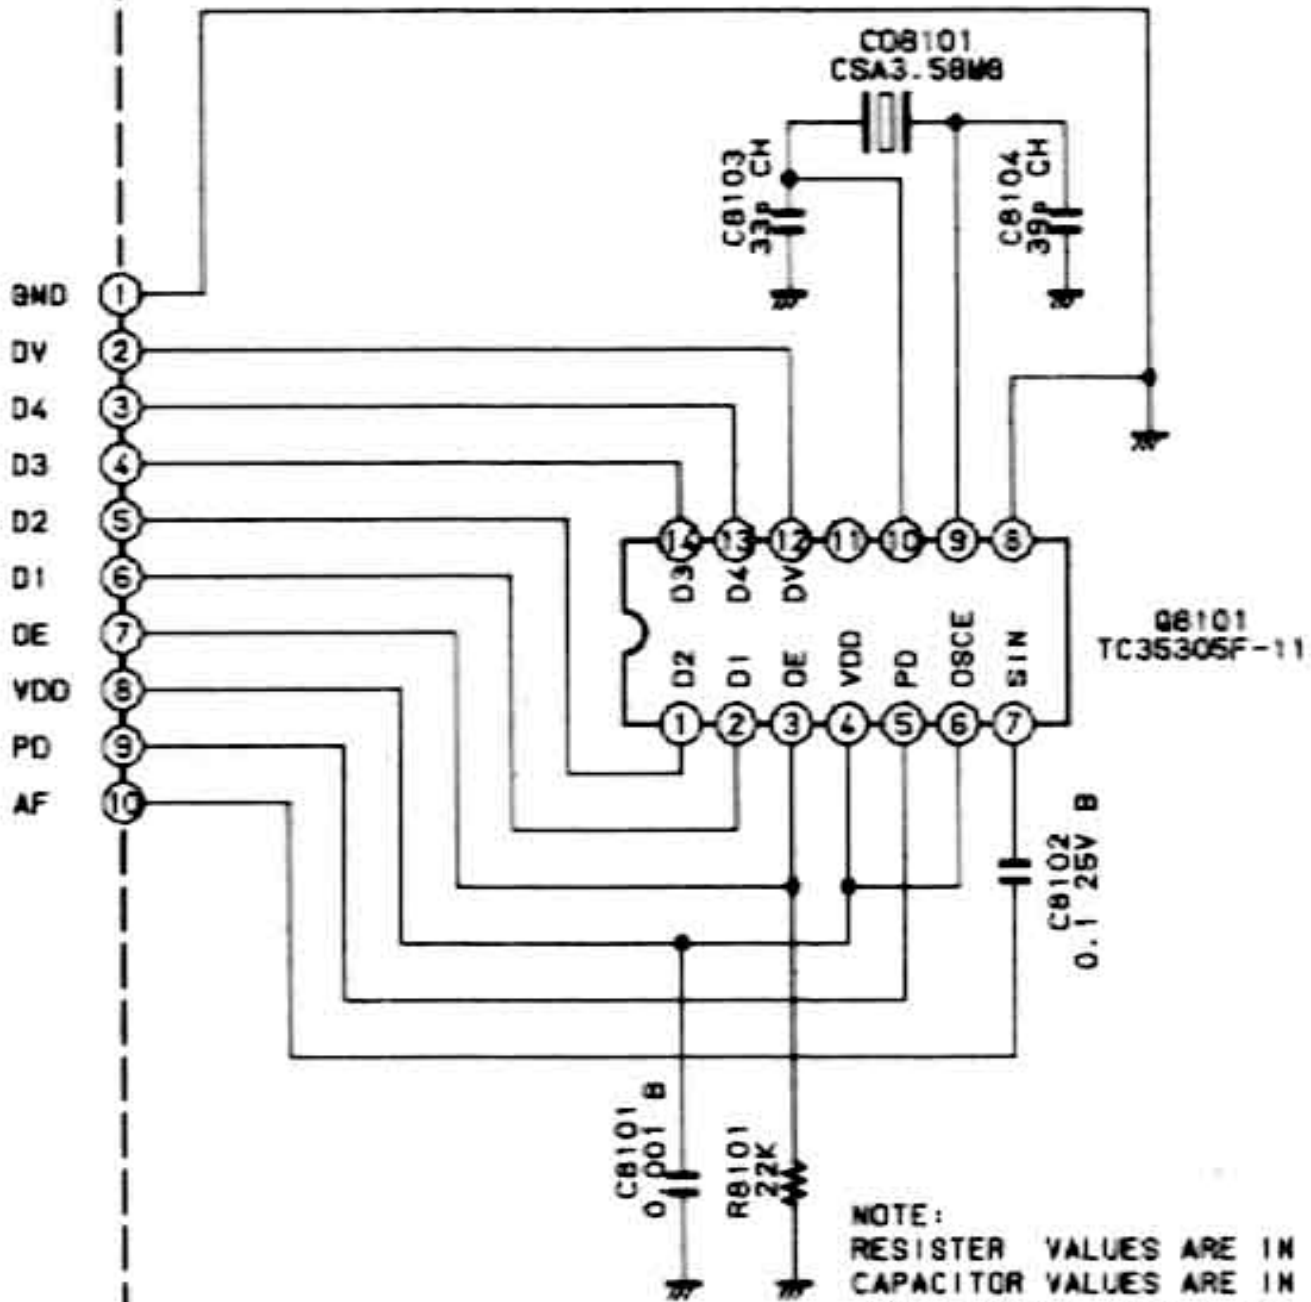 CD8101
CSA3.58MG
C8103
33p CH
C8104
39p CH
GND 1
DV 2
D4 3
D3 4
D2 5
D1 6
OE 7
VDD 8
PD 9
AF 10
14 13 12 11 10 9 8
D3 D4 DV
D2 D1 OE VDD PD OSCE SIN
1 2 3 4 5 6 7
Q8101
TC35305F-11
C8102
0.1 25V B
C8101
0.001 B
R8101
22K
NOTE:
RESISTER VALUES ARE IN
CAPACITOR VALUES ARE IN